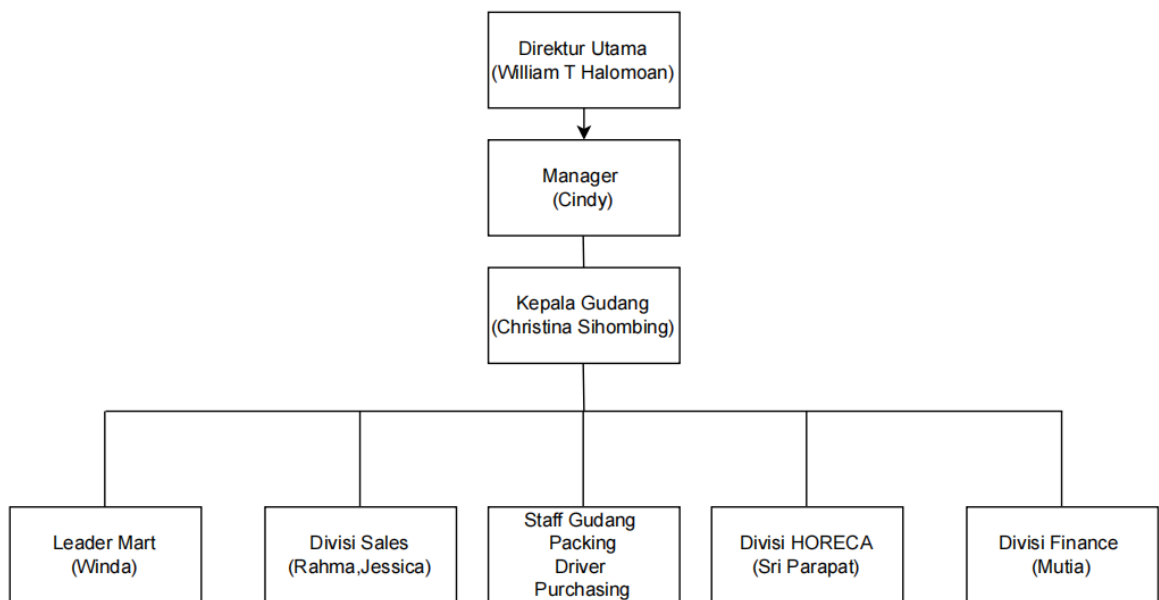 Direktur Utama
(William T Halomoan)
Manager
(Cindy)
Kepala Gudang
(Christina Sihombing)
Leader Mart
(Winda)
Divisi Sales
(Rahma,Jessica)
Staff Gudang
Packing
Driver
Purchasing
Divisi HORECA
(Sri Parapat)
Divisi Finance
(Mutia)